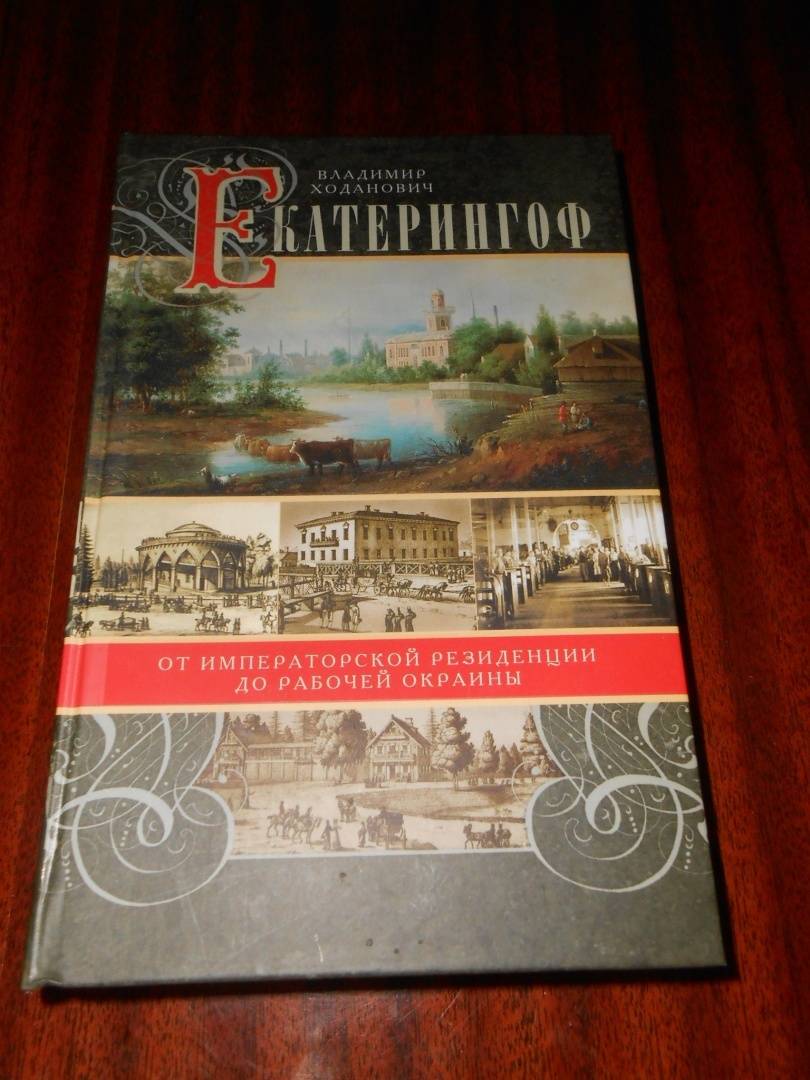 ВЛАДИМИР
ХОДАНОВИЧ
ЕКАТЕРИНГОФ
ОТ ИМПЕРАТОРСКОЙ РЕЗИДЕНЦИИ
ДО РАБОЧЕЙ ОКРАИНЫ